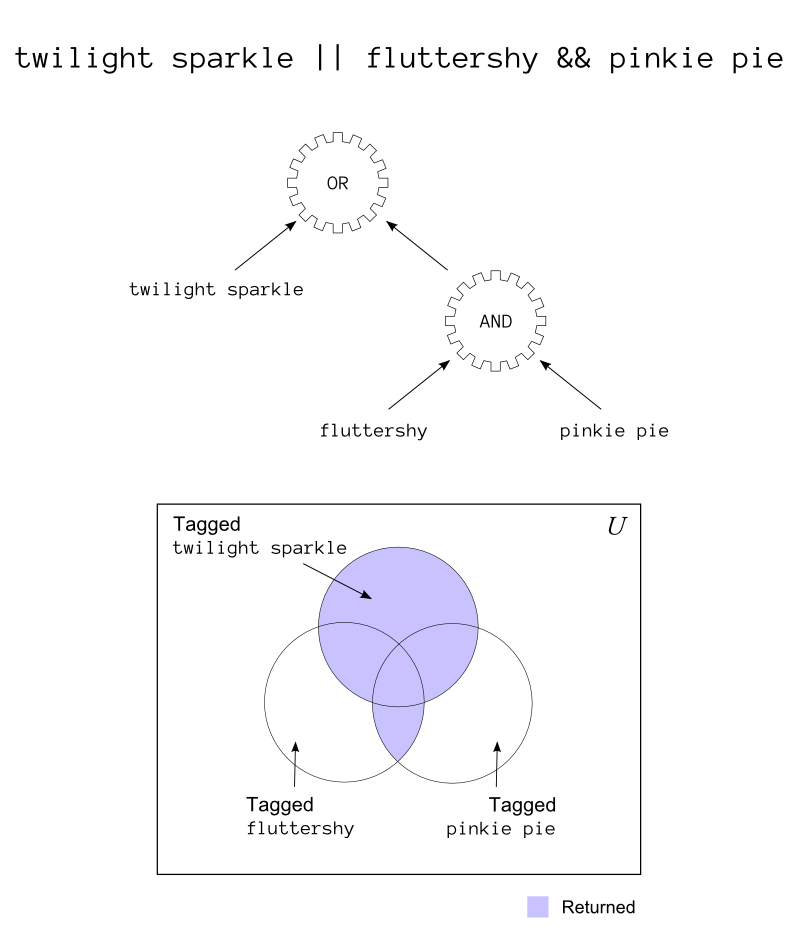 twilight sparkle || fluttershy && pinkie pie
OR
twilight sparkle
AND
fluttershy
pinkie pie
Tagged
twilight sparkle
U
Tagged
fluttershy
Tagged
pinkie pie
Returned